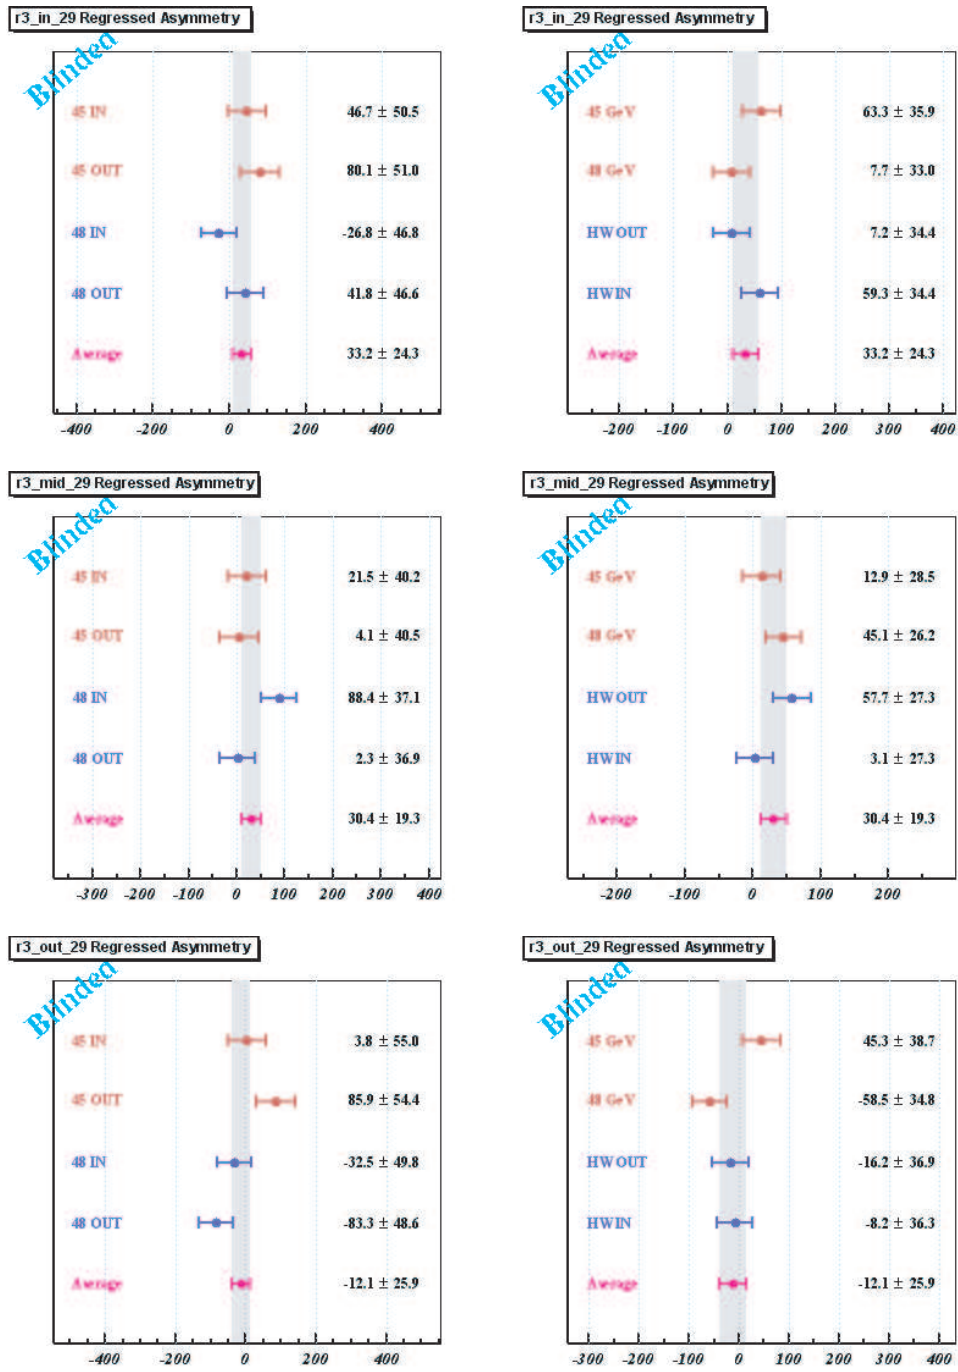 r3_in_29 Regressed Asymmetry
Blinded
45 IN 46.7 ± 50.5
45 OUT 80.1 ± 51.0
48 IN -26.8 ± 46.8
48 OUT 41.8 ± 46.6
Average 33.2 ± 24.3
-400 -200 0 200 400
r3_in_29 Regressed Asymmetry
Blinded
45 GeV 63.3 ± 35.9
48 GeV 7.7 ± 33.0
HWOUT 7.2 ± 34.4
HWIN 59.3 ± 34.4
Average 33.2 ± 24.3
-200 -100 0 100 200 300 400
r3_mid_29 Regressed Asymmetry
Blinded
45 IN 21.5 ± 40.2
45 OUT 4.1 ± 40.5
48 IN 88.4 ± 37.1
48 OUT 2.3 ± 36.9
Average 30.4 ± 19.3
-300 -200 -100 0 100 200 300 400
r3_mid_29 Regressed Asymmetry
Blinded
45 GeV 12.9 ± 28.5
48 GeV 45.1 ± 26.2
HWOUT 57.7 ± 27.3
HWIN 3.1 ± 27.3
Average 30.4 ± 19.3
-200 -100 0 100 200
r3_out_29 Regressed Asymmetry
Blinded
45 IN 3.8 ± 55.0
45 OUT 85.9 ± 54.4
48 IN -32.5 ± 49.8
48 OUT -83.3 ± 48.6
Average -12.1 ± 25.9
-400 -200 0 200 400
r3_out_29 Regressed Asymmetry
Blinded
45 GeV 45.3 ± 38.7
48 GeV -58.5 ± 34.8
HWOUT -16.2 ± 36.9
HWIN -8.2 ± 36.3
Average -12.1 ± 25.9
-300 -200 -100 0 100 200 300 400